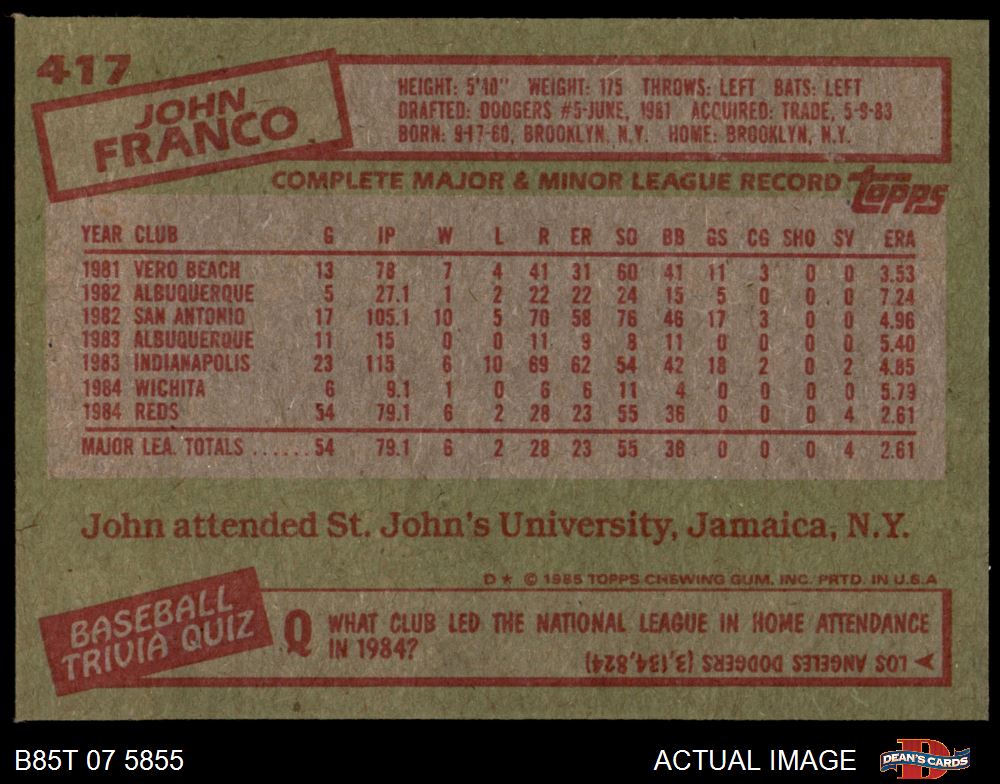 417
JOHN
FRANCO
HEIGHT: 5'10" WEIGHT: 175 THROWS: LEFT BATS: LEFT
DRAFTED: DODGERS #5-JUNE, 1981 ACQUIRED: TRADE, 5-9-83
BORN: 9-17-60, BROOKLYN, N.Y. HOME: BROOKLYN, N.Y.
COMPLETE MAJOR & MINOR LEAGUE RECORD topps
YEAR CLUB G IP W L R ER SO BB GS CG SHO SV ERA
1981 VERO BEACH 13 78 7 4 41 31 60 41 11 3 0 0 3.53
1982 ALBUQUERQUE 5 27.1 1 2 22 22 24 15 5 0 0 0 7.24
1982 SAN ANTONIO 17 105.1 10 5 70 58 76 46 17 3 0 0 4.96
1983 ALBUQUERQUE 11 15 0 0 11 9 8 11 0 0 0 0 5.40
1983 INDIANAPOLIS 23 115 6 10 69 62 54 42 18 2 0 2 4.85
1984 WICHITA 6 9.1 1 0 6 6 11 4 0 0 0 0 5.79
1984 REDS 54 79.1 6 2 28 23 55 36 0 0 0 4 2.61
MAJOR LEA. TOTALS ......54 79.1 6 2 28 23 55 36 0 0 0 4 2.61
John attended St. John's University, Jamaica, N.Y.
D★ © 1985 TOPPS CHEWING GUM, INC. PRTD. IN U.S.A
BASEBALL
TRIVIA QUIZ
Q WHAT CLUB LED THE NATIONAL LEAGUE IN HOME ATTENDANCE
IN 1984?
LOS ANGELES DODGERS (3,134,824)
B85T 07 5855 ACTUAL IMAGE DEAN'S CARDS